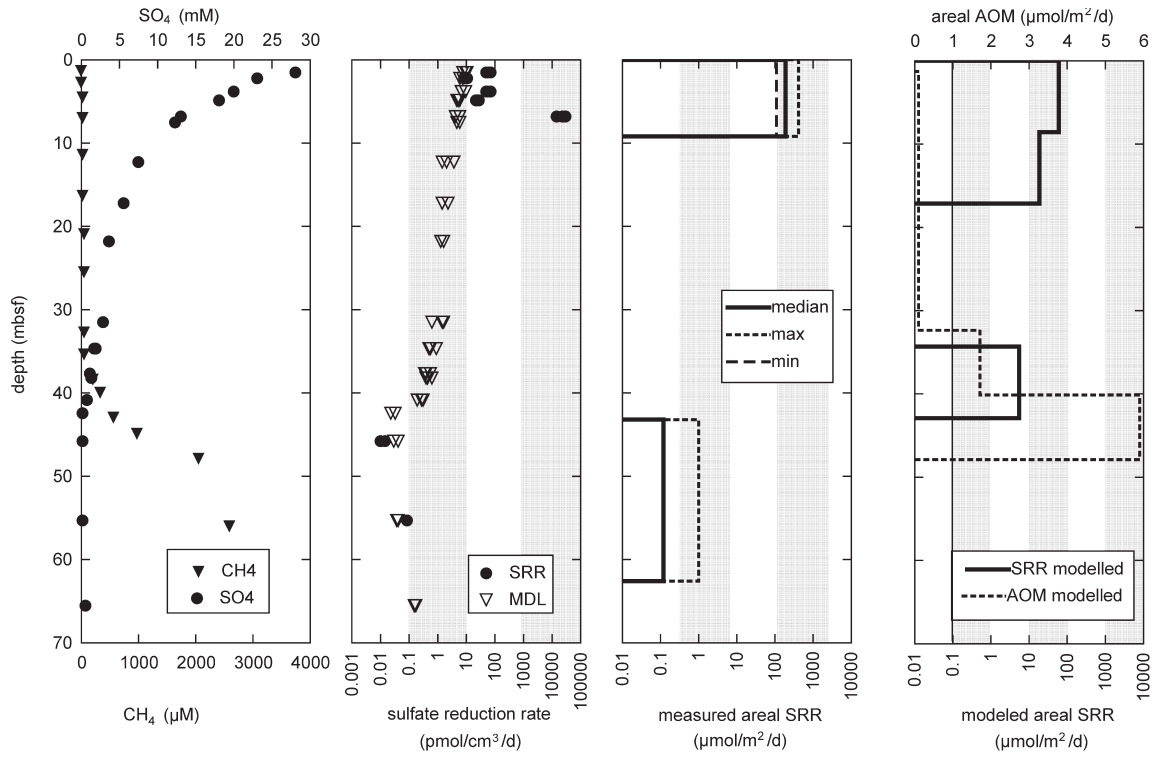 SO4 (mM)
0 5 10 15 20 25 30
CH4
SO4
depth (mbsf)
0
10
20
30
40
50
60
70
0 1000 2000 3000 4000
CH4 (µM)
SRR
MDL
0.001 0.01 0.1 1 10 100 1000 10000 100000
sulfate reduction rate
(pmol/cm3/d)
median
max
min
0.01 0.1 1 10 100 1000 10000
measured areal SRR
(µmol/m2/d)
areal AOM (µmol/m2/d)
0 1 2 3 4 5 6
SRR modelled
AOM modelled
0.01 0.1 1 10 100 1000 10000
modeled areal SRR
(µmol/m2/d)